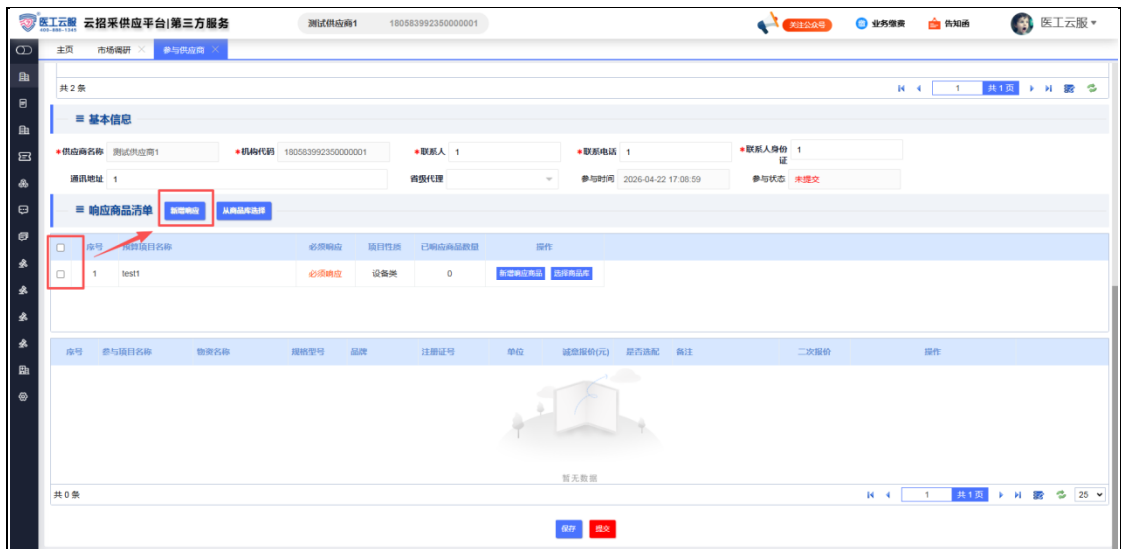 医工云服 云招采供应平台|第三方服务 测试供应商1 180583992350000001 关注公众号 业务缴费 告知函 医工云服
400-888-1345
主页 市场调研 参与供应商
共 2 条 1 共 1 页
基本信息
*供应商名称 测试供应商1 *机构代码 180583992350000001 *联系人 1 *联系电话 1 *联系人身份证 1
通讯地址 1 省级代理 参与时间 2026-04-22 17:08:59 参与状态 未提交
响应商品清单 新增响应 从商品库选择
序号 预算项目名称 必须响应 项目性质 已响应商品数量 操作
1 test1 必须响应 设备类 0 新增响应商品 选择商品库
序号 参与项目名称 物资名称 规格型号 品牌 注册证号 单位 诚意报价(元) 是否选配 备注 二次报价 操作
暂无数据
共 0 条 1 共 1 页 25
保存 提交